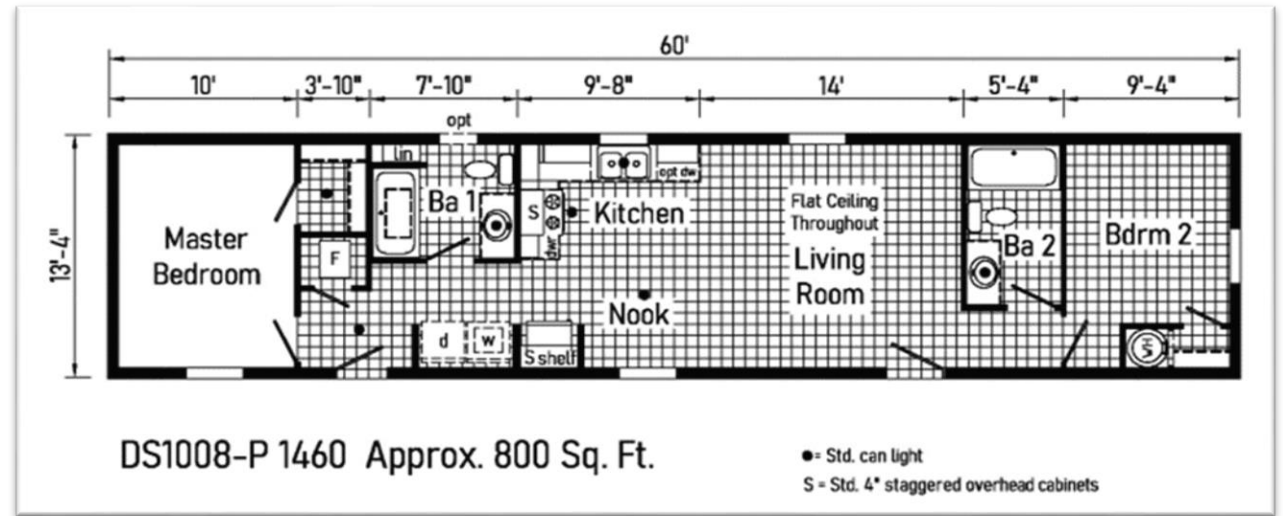 60'
10' 3'-10" 7'-10" 9'-8" 14' 5'-4" 9'-4"
opt
13'-4"
lin
opt dw
Ba 1
S
dwr
Kitchen
Flat Ceiling
Throughout
Living
Room
Master
Bedroom
F
Ba 2
Bdrm 2
Nook
d
w
S shelf
WH
DS1008-P 1460 Approx. 800 Sq. Ft.
●= Std. can light
S = Std. 4" staggered overhead cabinets